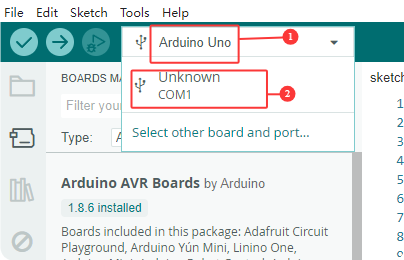 File Edit Sketch Tools Help
Arduino Uno
1
BOARDS MA
Unknown
COM1
2
sketch
Filter your
1
2
3
4
5
6
7
8
Type:
Select other board and port...
Arduino AVR Boards by Arduino
1.8.6 installed
Boards included in this package: Adafruit Circuit
Playground, Arduino Yún Mini, Linino One,